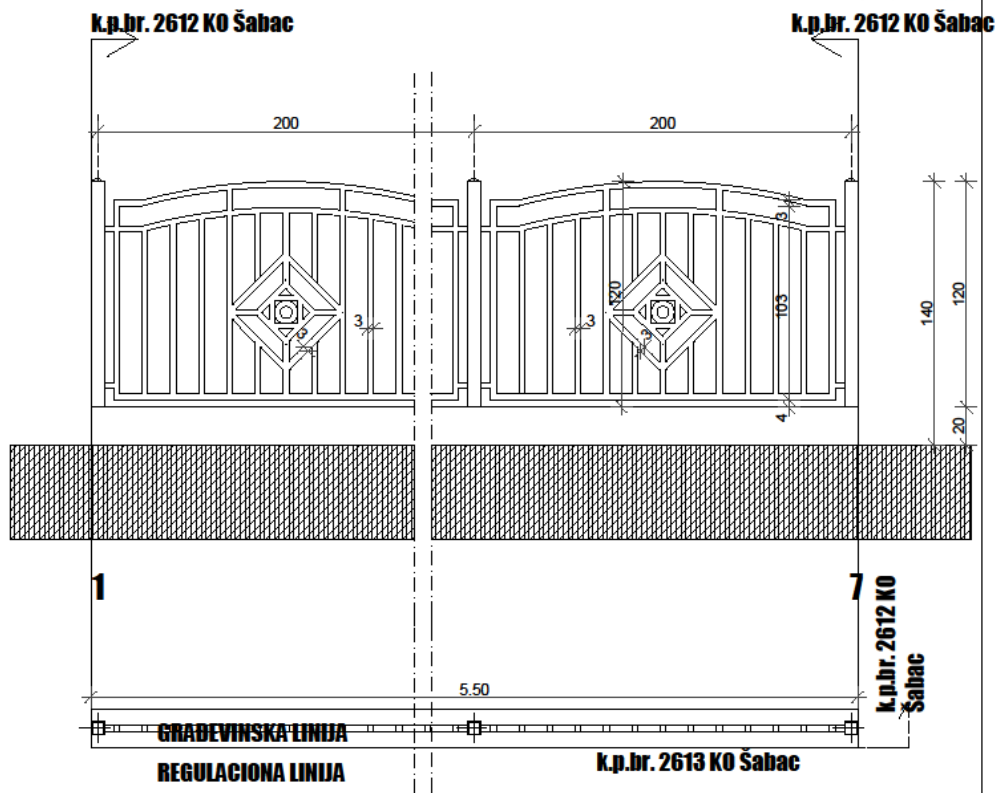 k.p.br. 2612 KO Šabac
k.p.br. 2612 KO Šabac
200
200
3
120
3
3
103
3
3
140
120
4
20
1
7
k.p.br. 2612 KO
Šabac
5.50
GRAĐEVINSKA LINIJA
REGULACIONA LINIJA
k.p.br. 2613 KO Šabac